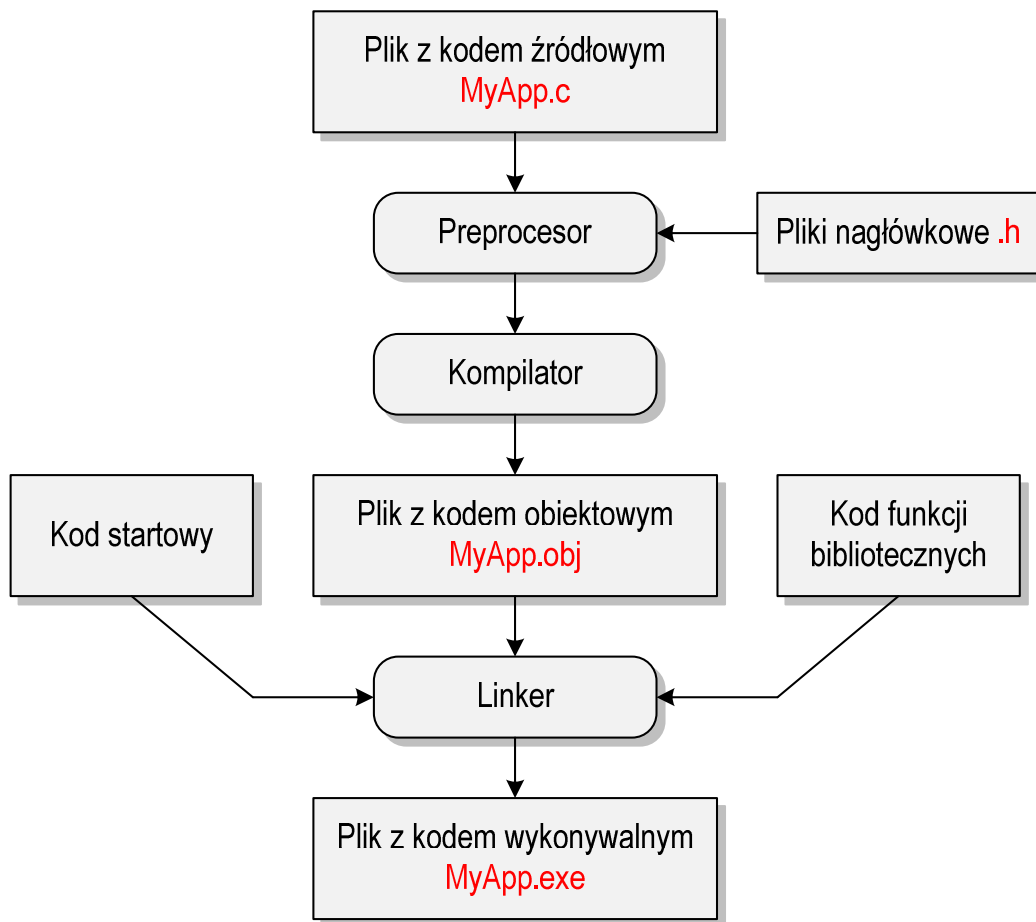 Plik z kodem źródłowym
MyApp.c
Preprocesor
Pliki nagłówkowe .h
Kompilator
Kod startowy
Plik z kodem obiektowym
MyApp.obj
Kod funkcji
bibliotecznych
Linker
Plik z kodem wykonywalnym
MyApp.exe